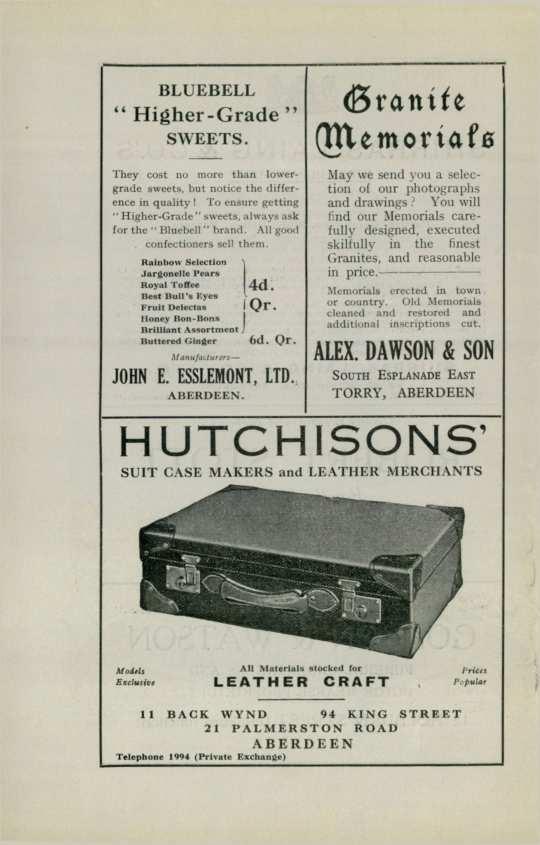 BLUEBELL
“Higher-Grade”
SWEETS.
They cost no more than lower-
grade sweets, but notice the differ-
ence in quality! To ensure getting
“Higher-Grade” sweets, always ask
for the “Bluebell” brand. All good
confectioners sell them.
Rainbow Selection
Jargonelle Pears
Royal Toffee
Best Bull's Eyes
Fruit Delectas
Honey Bon-Bons
Brilliant Assortment
4d.
Qr.
Buttered Ginger 6d. Qr.
Manufacturers—
JOHN E. ESSLEMONT, LTD.,
ABERDEEN.
Granite
Memorials
May we send you a selec-
tion of our photographs
and drawings? You will
find our Memorials care-
fully designed, executed
skilfully in the finest
Granites, and reasonable
in price.
Memorials erected in town
or country. Old Memorials
cleaned and restored and
additional inscriptions cut.
ALEX. DAWSON & SON
SOUTH ESPLANADE EAST
TORRY, ABERDEEN
HUTCHISONS'
SUIT CASE MAKERS and LEATHER MERCHANTS
Models
Exclusive
All Materials stocked for
LEATHER CRAFT
Prices
Popular
11 BACK WYND 94 KING STREET
21 PALMERSTON ROAD
ABERDEEN
Telephone 1994 (Private Exchange)